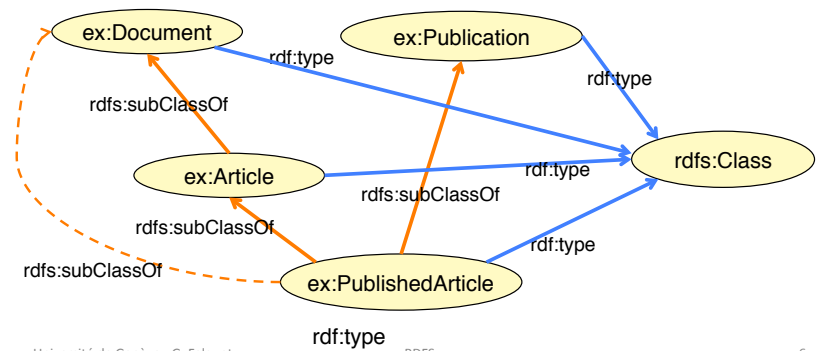 ex:Document
ex:Publication
rdf:type
rdf:type
rdfs:subClassOf
rdfs:Class
ex:Article
rdf:type
rdfs:subClassOf
rdfs:subClassOf
rdf:type
rdfs:subClassOf
ex:PublishedArticle
rdf:type